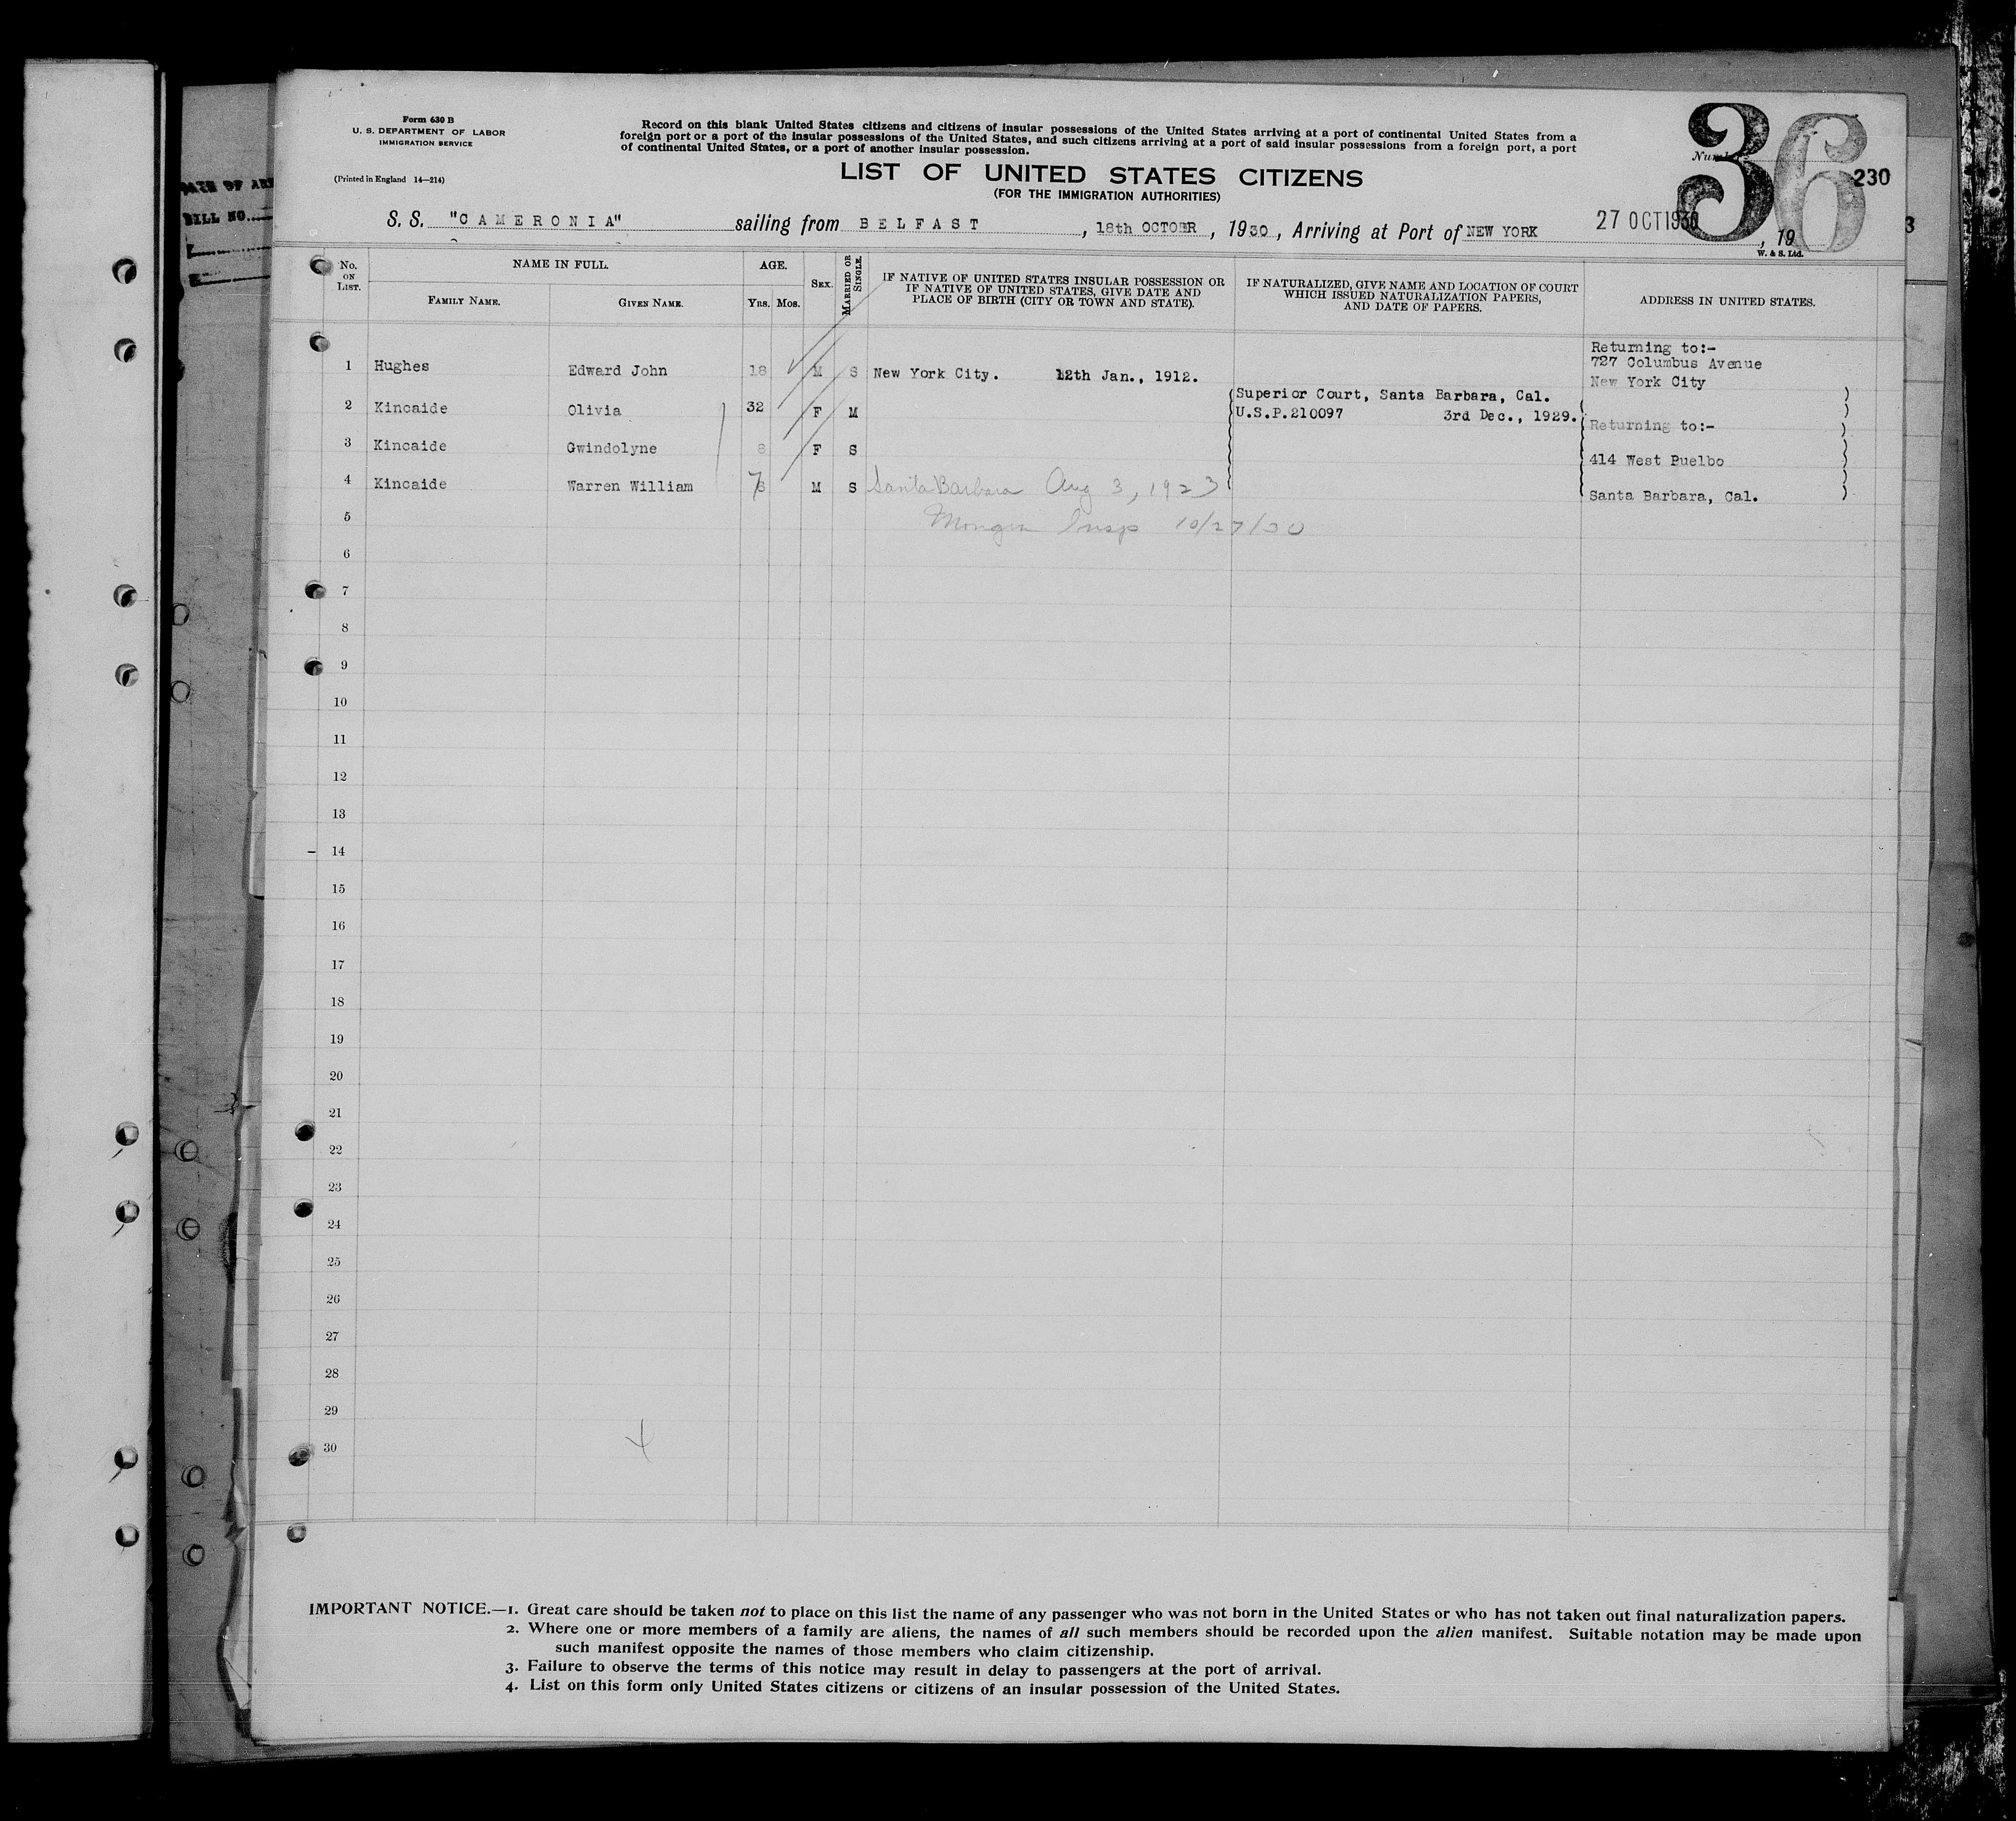 Form 630 B
U. S. DEPARTMENT OF LABOR
IMMIGRATION SERVICE
(Printed in England 14—214)
Record on this blank United States citizens and citizens of insular possessions of the United States arriving at a port of continental United States from a
foreign port or a port of the insular possessions of the United States, and such citizens arriving at a port of said insular possessions from a foreign port, a port
of continental United States, or a port of another insular possession.
LIST OF UNITED STATES CITIZENS
(FOR THE IMMIGRATION AUTHORITIES)
36
230
3
S. S. "CAMERONIA" sailing from BELFAST, 18th OCTOBR, 1930, Arriving at Port of NEW YORK 27 OCT 1930, 19
W. & S. Ltd.
DATE OF
BILL NO.
No. ON LIST.
NAME IN FULL.
FAMILY NAME.
GIVEN NAME.
AGE.
YRS. MOS.
SEX.
MARRIED OR SINGLE.
IF NATIVE OF UNITED STATES INSULAR POSSESSION OR
IF NATIVE OF UNITED STATES, GIVE DATE AND
PLACE OF BIRTH (CITY OR TOWN AND STATE).
IF NATURALIZED, GIVE NAME AND LOCATION OF COURT
WHICH ISSUED NATURALIZATION PAPERS,
AND DATE OF PAPERS.
ADDRESS IN UNITED STATES.
1 Hughes Edward John 18 M S New York City. 12th Jan., 1912.
Returning to:-
727 Columbus Avenue
New York City
2 Kincaide Olivia 32 F M
Superior Court, Santa Barbara, Cal.
U.S.P.210097 3rd Dec., 1929.
Returning to:-
3 Kincaide Gwindolyne 8 F S
414 West Puelbo
4 Kincaide Warren William 7 M S Santa Barbara Aug 3, 1923
Santa Barbara, Cal.
5
Insp 10/27/30
6
7
8
9
10
11
12
13
14
15
16
17
18
19
20
21
22
23
24
25
26
27
28
29
30
4
IMPORTANT NOTICE.—1. Great care should be taken not to place on this list the name of any passenger who was not born in the United States or who has not taken out final naturalization papers.
2. Where one or more members of a family are aliens, the names of all such members should be recorded upon the alien manifest. Suitable notation may be made upon
such manifest opposite the names of those members who claim citizenship.
3. Failure to observe the terms of this notice may result in delay to passengers at the port of arrival.
4. List on this form only United States citizens or citizens of an insular possession of the United States.